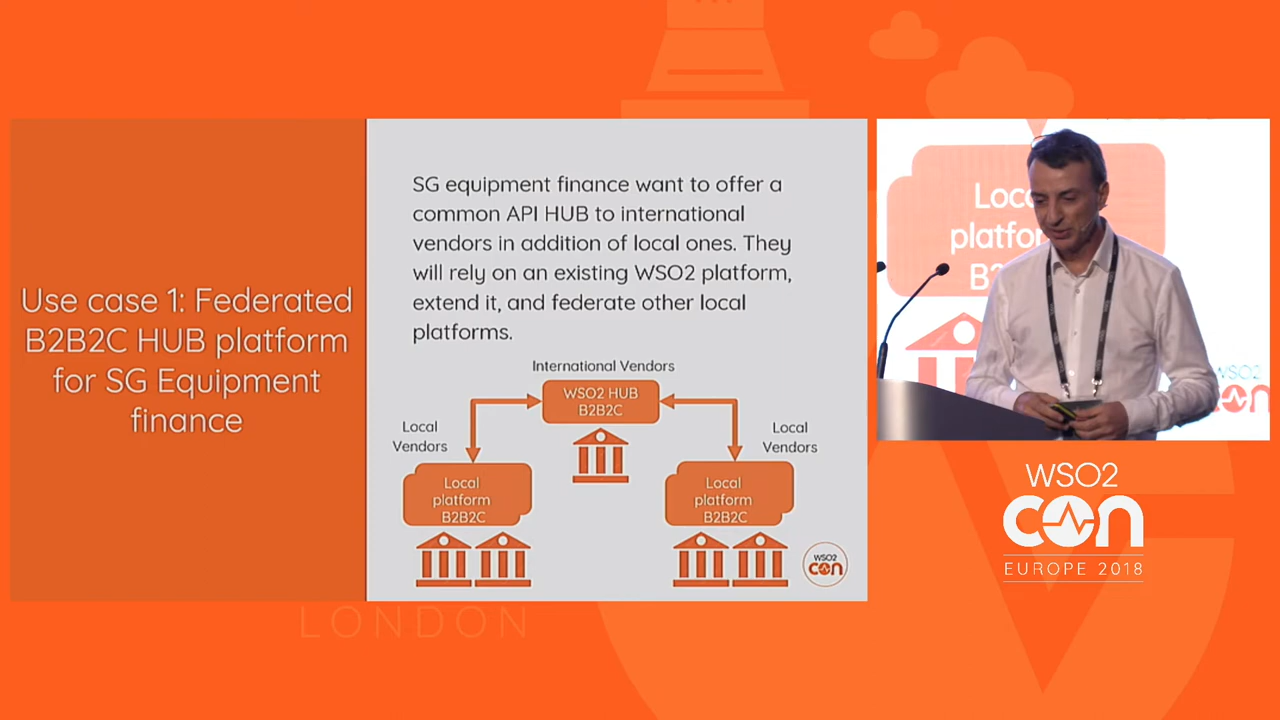 Use case 1: Federated
B2B2C HUB platform
for SG Equipment
finance
SG equipment finance want to offer a
common API HUB to international
vendors in addition of local ones. They
will rely on an existing WSO2 platform,
extend it, and federate other local
platforms.
International Vendors
WSO2 HUB
B2B2C
Local
Vendors
Local
Vendors
Local
platform
B2B2C
Local
platform
B2B2C
WSO2
CON
WSO2
CON
EUROPE 2018
LONDON